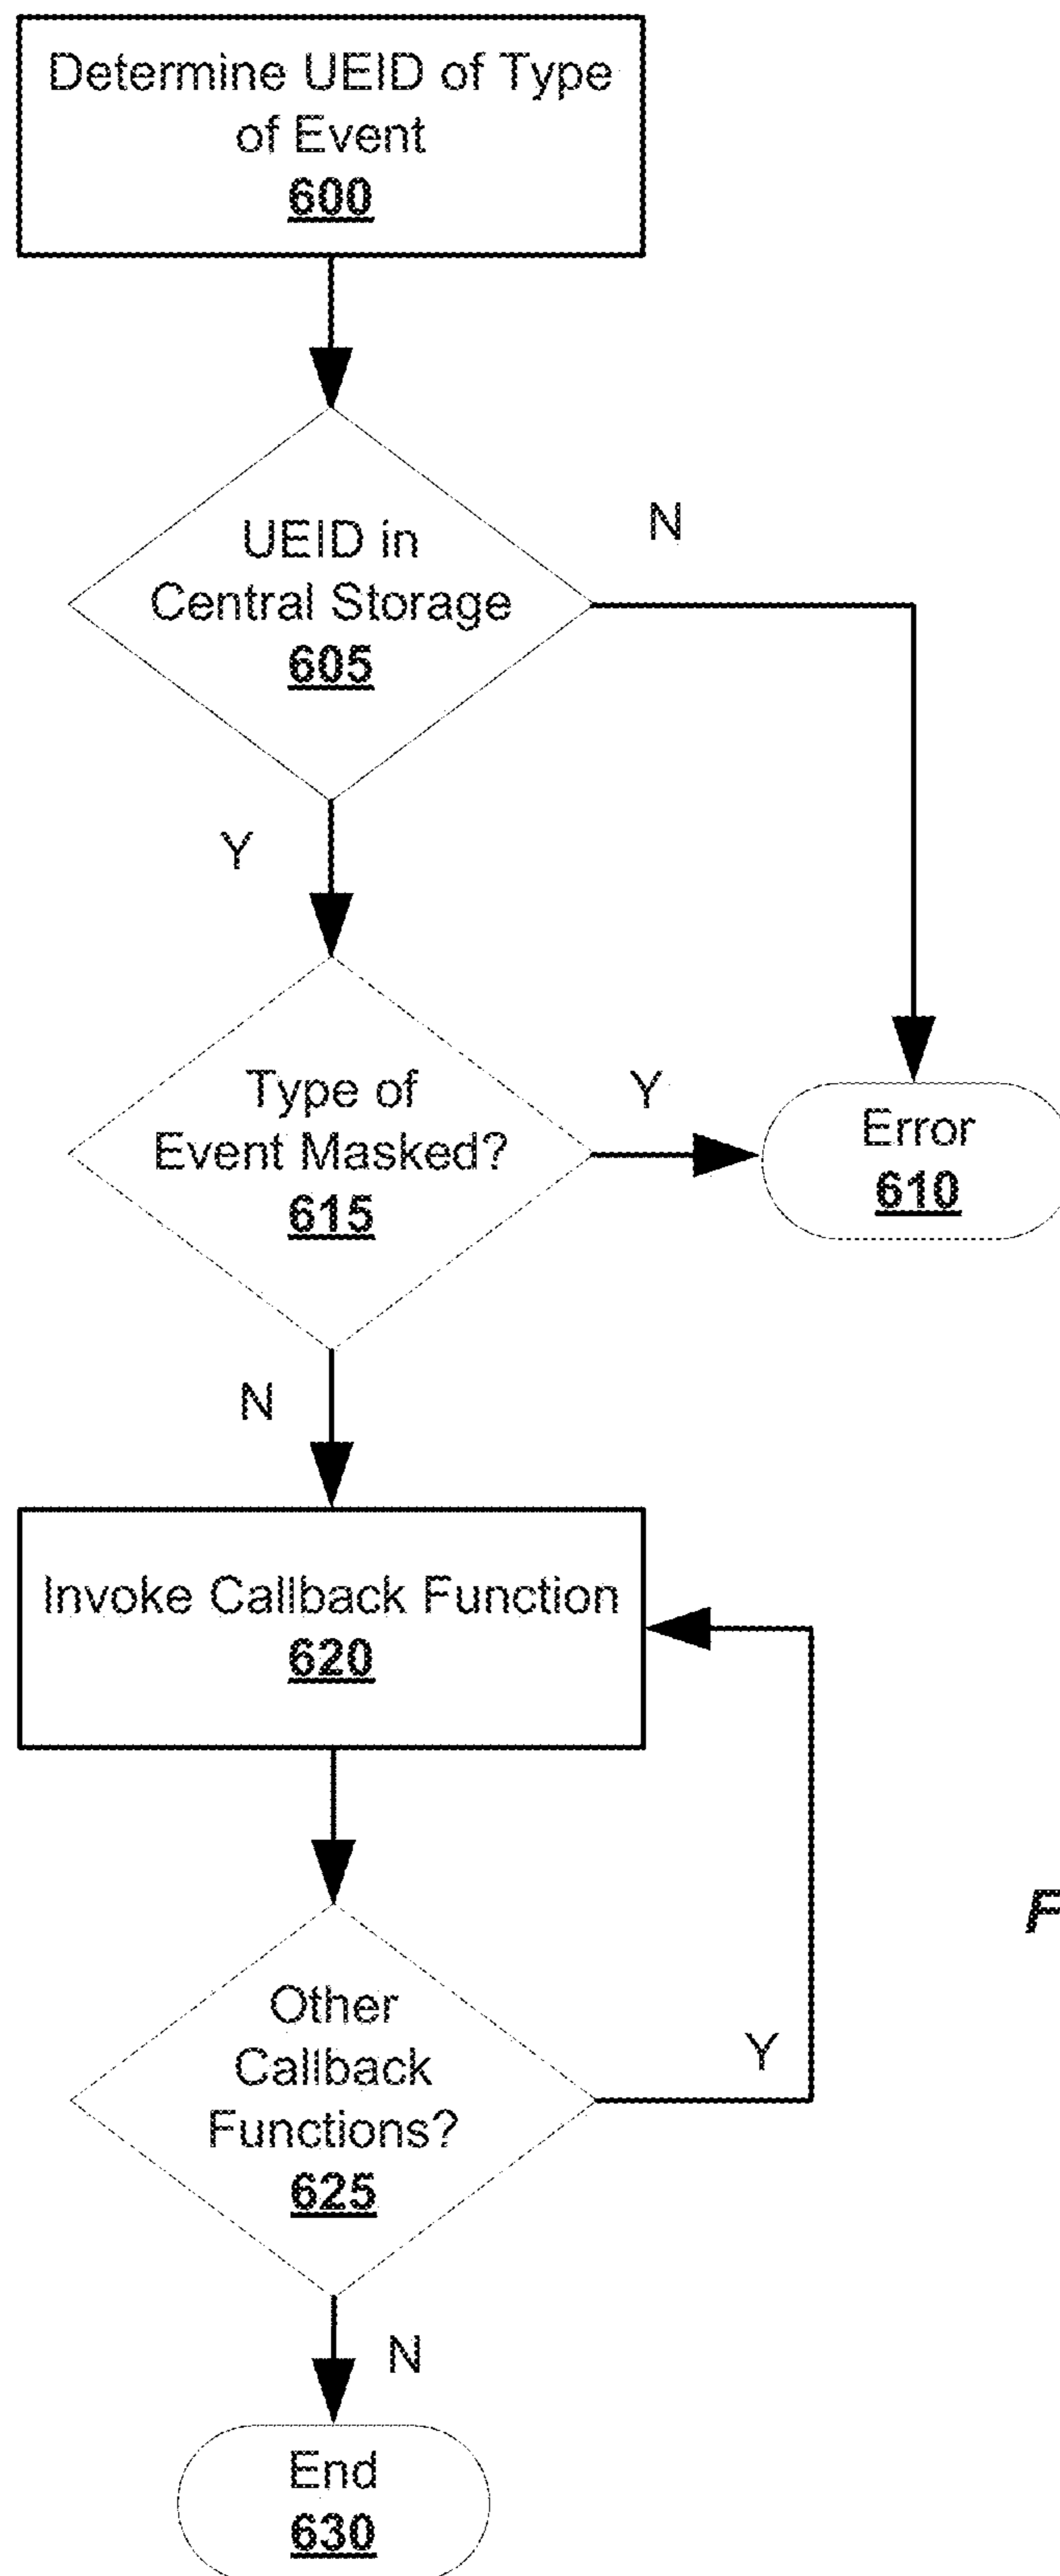 Determine UEID of Type
of Event
600
UEID in
Central Storage
605
N
Y
Type of
Event Masked?
615
Y
Error
610
N
Invoke Callback Function
620
F
Other
Callback
Functions?
625
Y
N
End
630